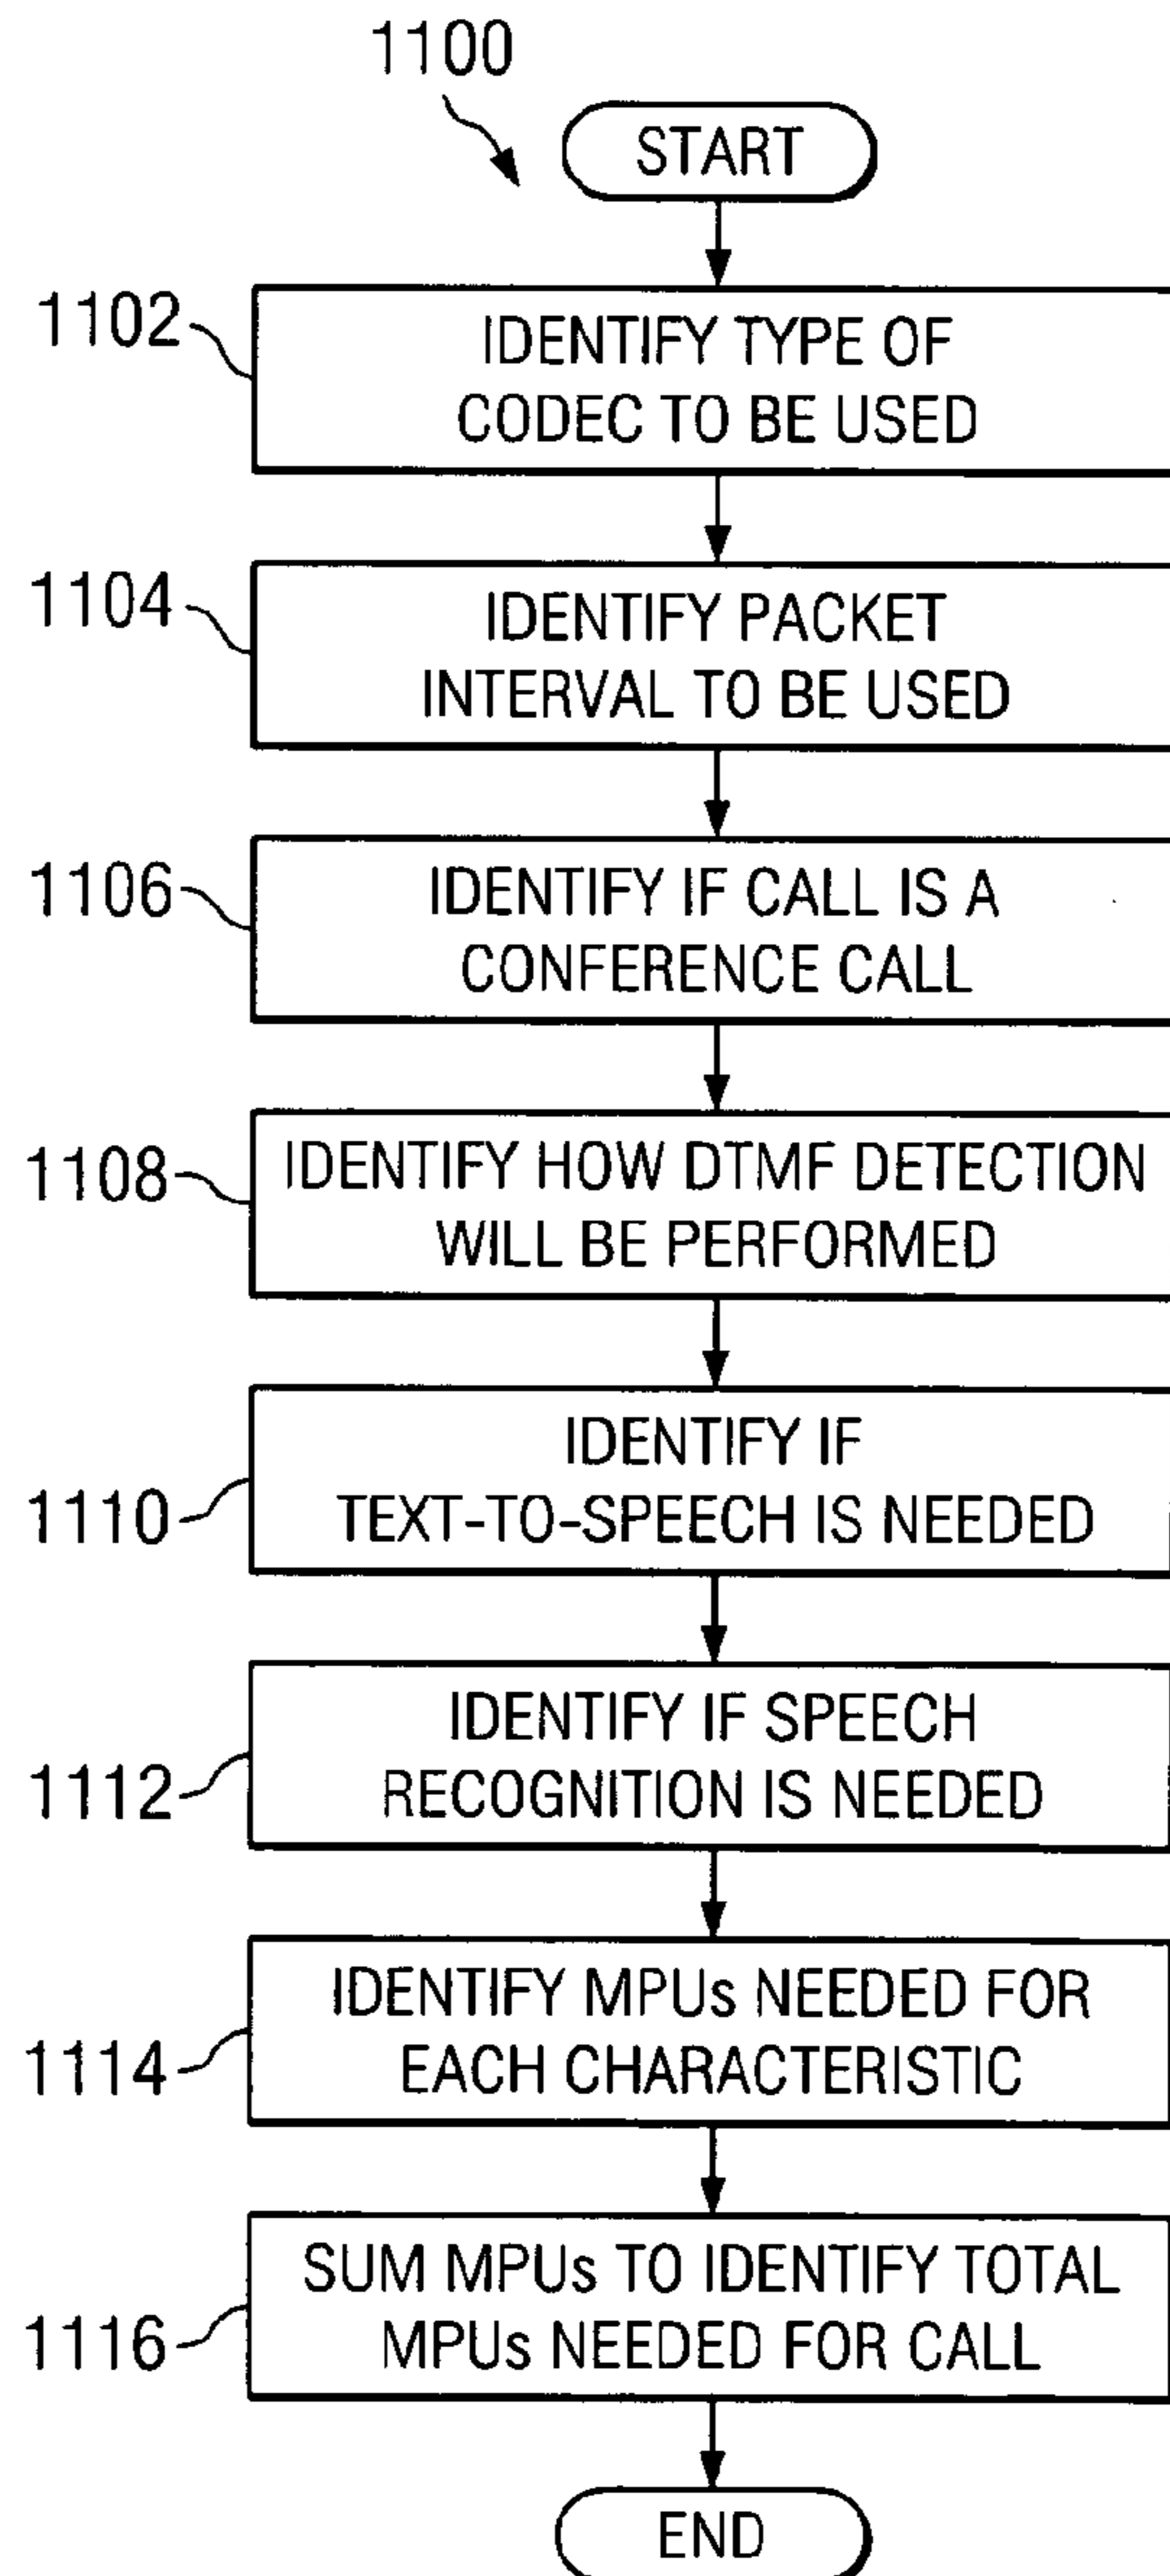 1100
START
1102
IDENTIFY TYPE OF
CODEC TO BE USED
1104
IDENTIFY PACKET
INTERVAL TO BE USED
1106
IDENTIFY IF CALL IS A
CONFERENCE CALL
1108
IDENTIFY HOW DTMF DETECTION
WILL BE PERFORMED
1110
IDENTIFY IF
TEXT-TO-SPEECH IS NEEDED
1112
IDENTIFY IF SPEECH
RECOGNITION IS NEEDED
1114
IDENTIFY MPUs NEEDED FOR
EACH CHARACTERISTIC
1116
SUM MPUs TO IDENTIFY TOTAL
MPUs NEEDED FOR CALL
END